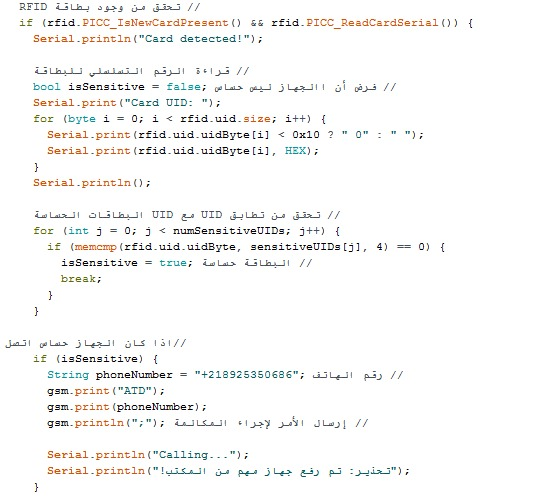 // تحقق من وجود بطاقة RFID
if (rfid.PICC_IsNewCardPresent() && rfid.PICC_ReadCardSerial()) {
Serial.println("Card detected!");
// قراءة الرقم التسلسلي للبطاقة
bool isSensitive = false; // فرض أن االجهاز ليس حساس
Serial.print("Card UID: ");
for (byte i = 0; i < rfid.uid.size; i++) {
Serial.print(rfid.uid.uidByte[i] < 0x10 ? " 0" : " ");
Serial.print(rfid.uid.uidByte[i], HEX);
}
Serial.println();
// تحقق من تطابق UID مع UID البطاقات الحساسة
for (int j = 0; j < numSensitiveUIDs; j++) {
if (memcmp(rfid.uid.uidByte, sensitiveUIDs[j], 4) == 0) {
isSensitive = true; // البطاقة حساسة
break;
}
}
//اذا كان الجهاز حساس اتصل
if (isSensitive) {
String phoneNumber = "+218925350686"; // رقم الهاتف
gsm.print("ATD");
gsm.print(phoneNumber);
gsm.println(";"); // إرسال الأمر لإجراء المكالمة
Serial.println("Calling...");
Serial.println("تحذير: تم رفع جهاز مهم من المكتب!");
}